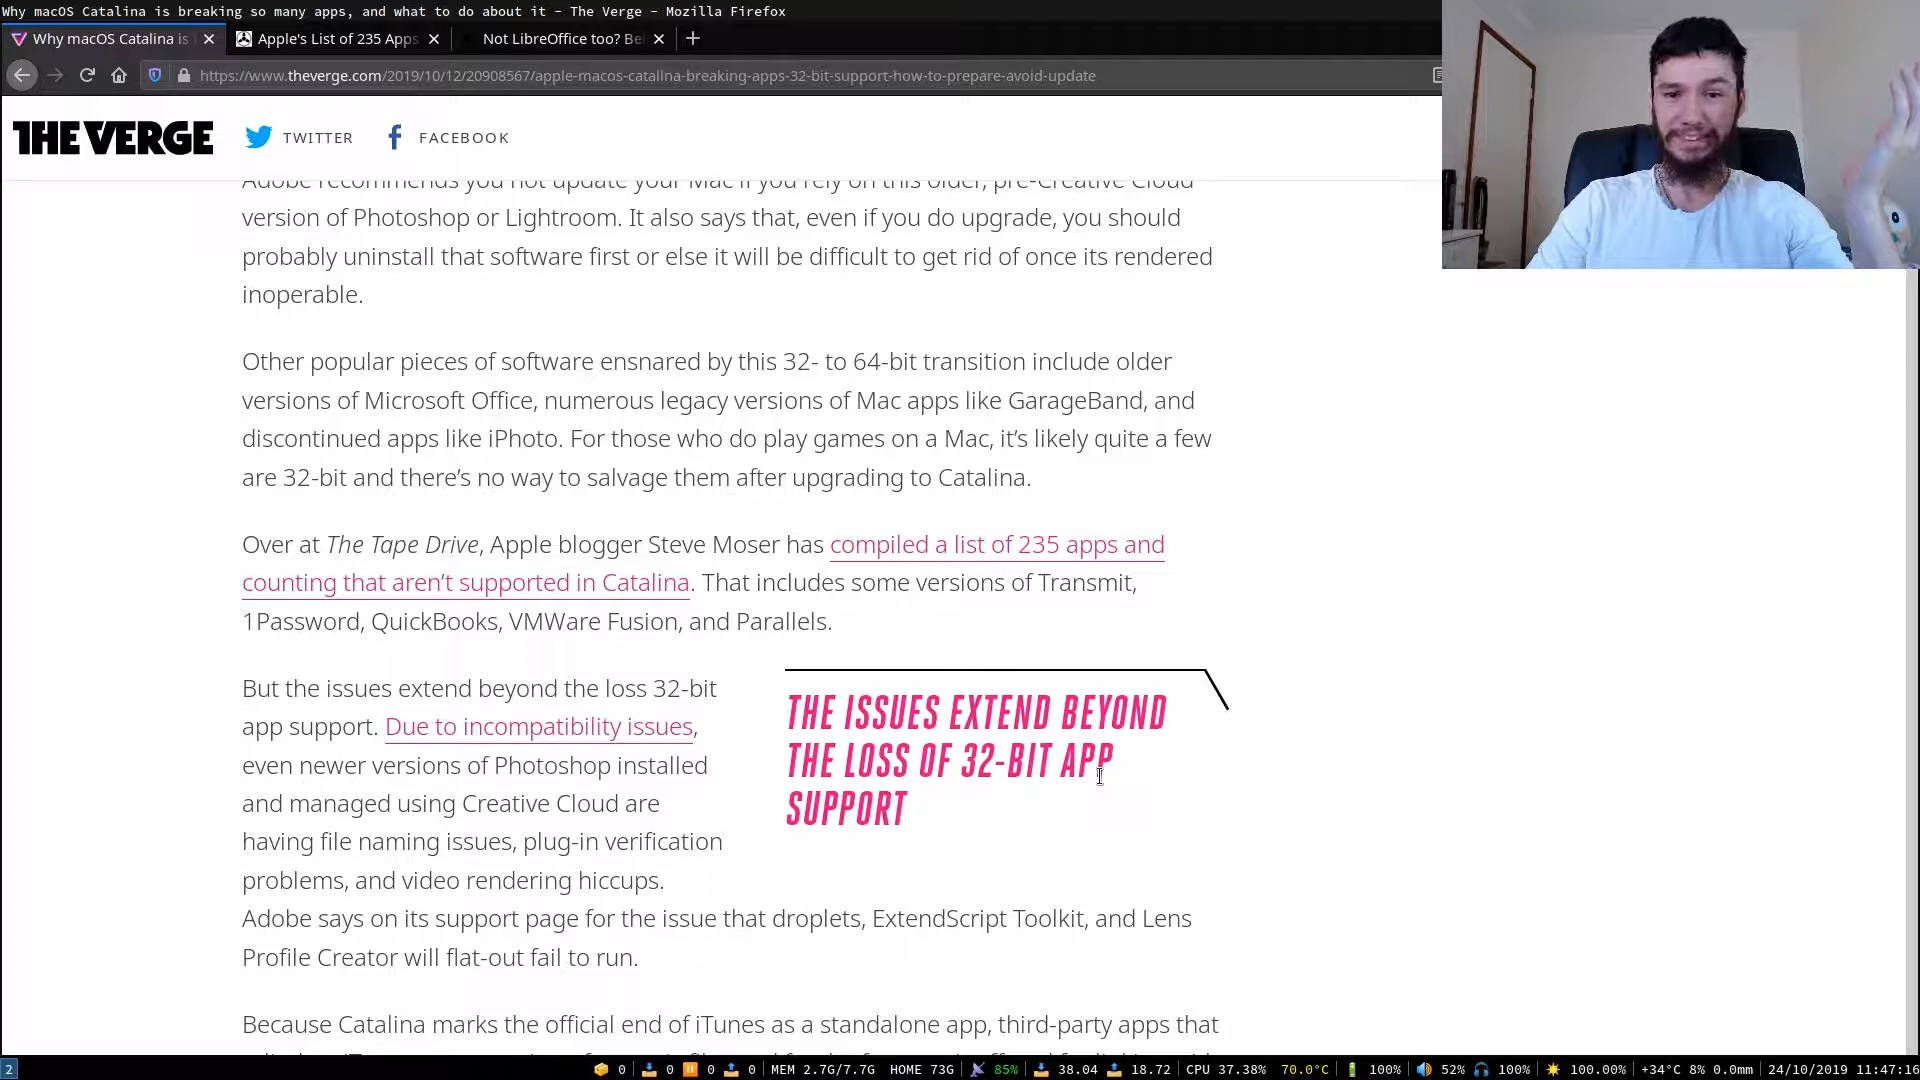 Why macOS Catalina is breaking so many apps, and what to do about it - The Verge - Mozilla Firefox
Why macOS Catalina is
Apple's List of 235 Apps
Not LibreOffice too? Be
https://www.theverge.com/2019/10/12/20908567/apple-macos-catalina-breaking-apps-32-bit-support-how-to-prepare-avoid-update
THE VERGE TWITTER FACEBOOK
Adobe recommends you not update your Mac if you rely on this older, pre-Creative Cloud
version of Photoshop or Lightroom. It also says that, even if you do upgrade, you should
probably uninstall that software first or else it will be difficult to get rid of once its rendered
inoperable.
Other popular pieces of software ensnared by this 32- to 64-bit transition include older
versions of Microsoft Office, numerous legacy versions of Mac apps like GarageBand, and
discontinued apps like iPhoto. For those who do play games on a Mac, it's likely quite a few
are 32-bit and there's no way to salvage them after upgrading to Catalina.
Over at The Tape Drive, Apple blogger Steve Moser has compiled a list of 235 apps and
counting that aren't supported in Catalina. That includes some versions of Transmit,
1Password, QuickBooks, VMWare Fusion, and Parallels.
But the issues extend beyond the loss 32-bit
app support. Due to incompatibility issues,
even newer versions of Photoshop installed
and managed using Creative Cloud are
having file naming issues, plug-in verification
problems, and video rendering hiccups.
THE ISSUES EXTEND BEYOND
THE LOSS OF 32-BIT APP
SUPPORT
Adobe says on its support page for the issue that droplets, ExtendScript Toolkit, and Lens
Profile Creator will flat-out fail to run.
Because Catalina marks the official end of iTunes as a standalone app, third-party apps that
2 0 0 0 0 MEM 2.7G/7.7G HOME 73G 85% 38.04 18.72 CPU 37.38% 70.0°C 100% 52% 100% 100.00% +34°C 8% 0.0mm 24/10/2019 11:47:16